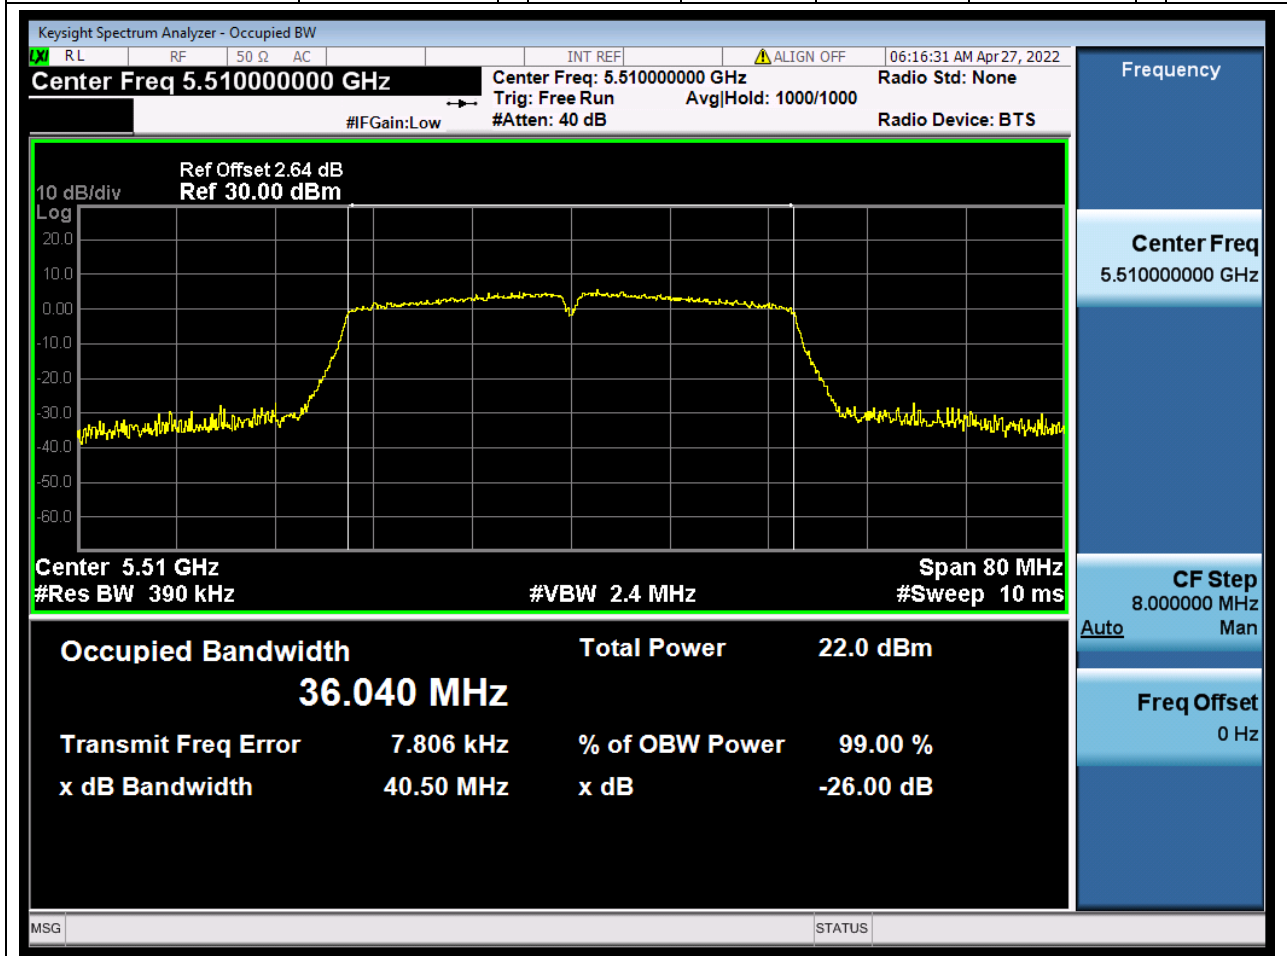 Keysight Spectrum Analyzer - Occupied BW
LXI RL RF 50 Ω AC INT REF ALIGN OFF 06:16:31 AM Apr 27, 2022
Center Freq 5.510000000 GHz
Center Freq: 5.510000000 GHz
Radio Std: None
Trig: Free Run Avg|Hold: 1000/1000
#IFGain:Low #Atten: 40 dB Radio Device: BTS
Ref Offset 2.64 dB
10 dB/div Ref 30.00 dBm
Log
20.0
10.0
0.00
-10.0
-20.0
-30.0
-40.0
-50.0
-60.0
Center 5.51 GHz Span 80 MHz
#Res BW 390 kHz #VBW 2.4 MHz #Sweep 10 ms
Occupied Bandwidth Total Power 22.0 dBm
36.040 MHz
Transmit Freq Error 7.806 kHz % of OBW Power 99.00 %
x dB Bandwidth 40.50 MHz x dB -26.00 dB
MSG STATUS
Frequency
Center Freq
5.510000000 GHz
CF Step
8.000000 MHz
Auto Man
Freq Offset
0 Hz